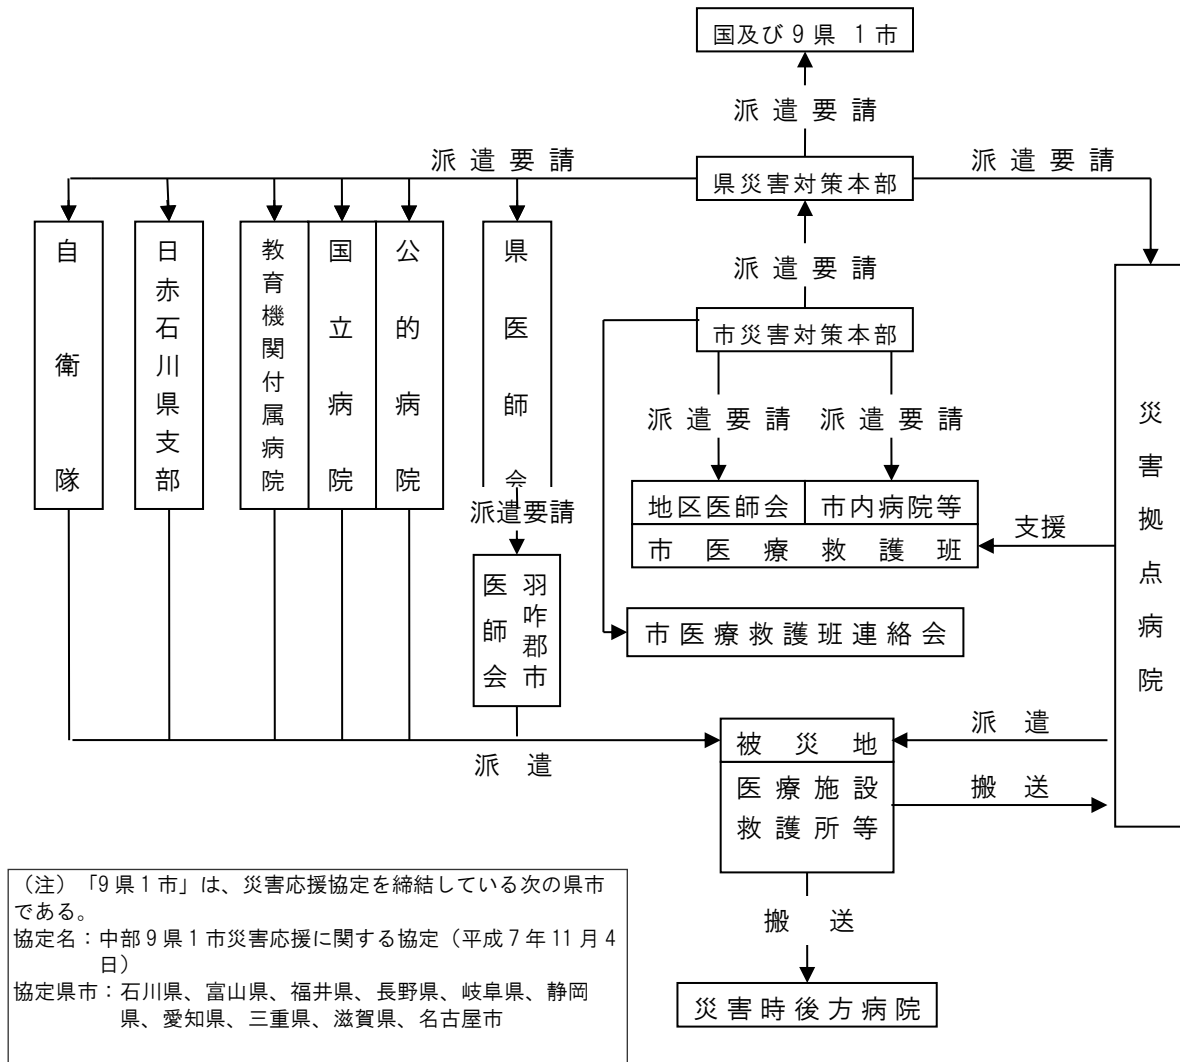 国及び9県 1市
派遣要請
派遣要請
県災害対策本部
派遣要請
自衛隊
日赤石川県支部
教育機関付属病院
国立病院
公的病院
県医師会
派遣要請
市災害対策本部
派遣要請
派遣要請
地区医師会
市内病院等
市医療救護班
支援
災害拠点病院
派遣要請
羽咋郡市
医師会
市医療救護班連絡会
派遣
被災地
派遣
医療施設
救護所等
搬送
搬送
災害時後方病院
(注)「9県1市」は、災害応援協定を締結している次の県市
である。
協定名:中部9県1市災害応援に関する協定(平成7年11月4
日)
協定県市:石川県、富山県、福井県、長野県、岐阜県、静岡
県、愛知県、三重県、滋賀県、名古屋市